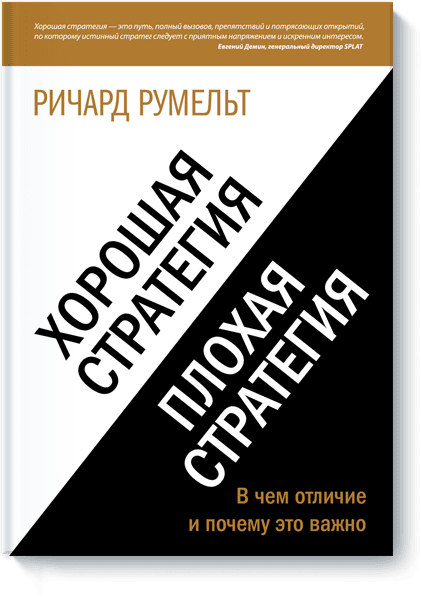 Хорошая стратегия — это путь, полный вызовов, препятствий и потрясающих открытий,
по которому истинный стратег следует с приятным напряжением и искренним интересом.
Евгений Демин, генеральный директор SPLAT
РИЧАРД РУМЕЛЬТ
ХОРОШАЯ
СТРАТЕГИЯ
ПЛОХАЯ
СТРАТЕГИЯ
В чем отличие
и почему это важно